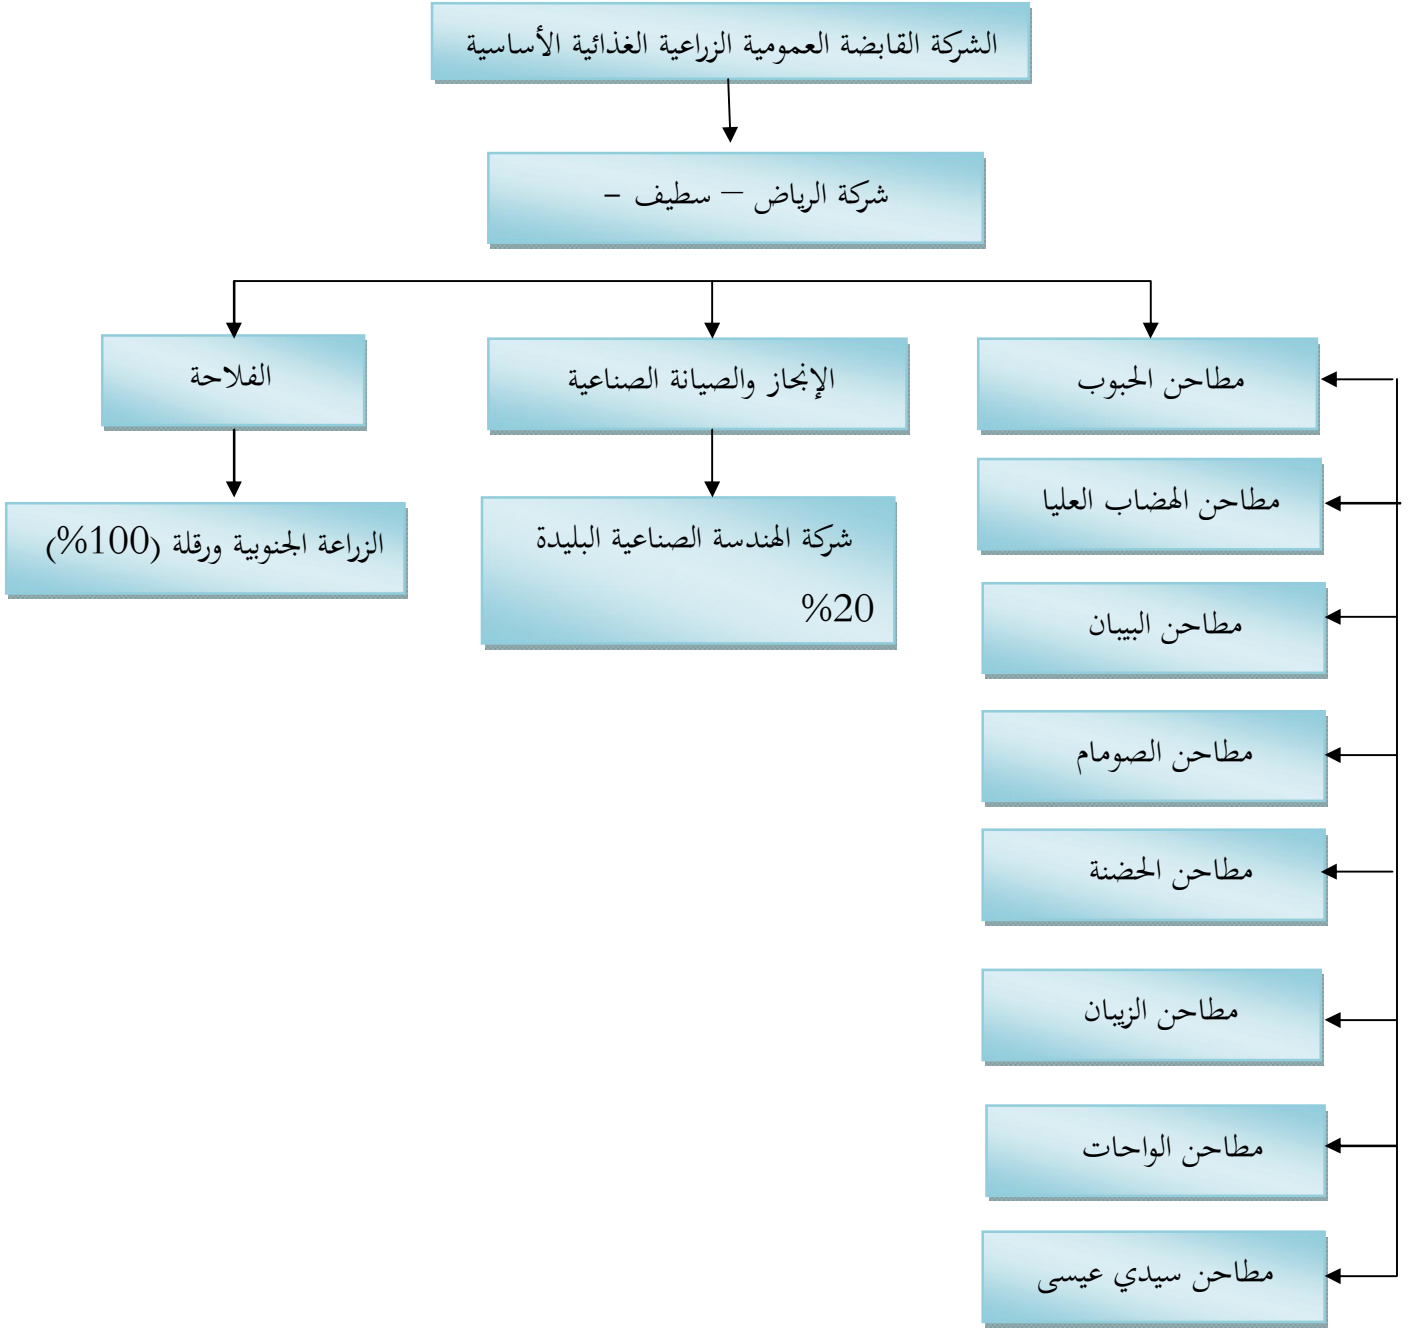 الشركة القابضة العمومية الزراعية الغذائية الأساسية
شركة الرياض – سطيف -
مطاحن الحبوب
الإنجاز والصيانة الصناعية
الفلاحة
مطاحن الهضاب العليا
شركة الهندسة الصناعية البليدة
%20
الزراعة الجنوبية ورقلة (100%)
مطاحن البيبان
مطاحن الصومام
مطاحن الحضنة
مطاحن الزيبان
مطاحن الواحات
مطاحن سيدي عيسى